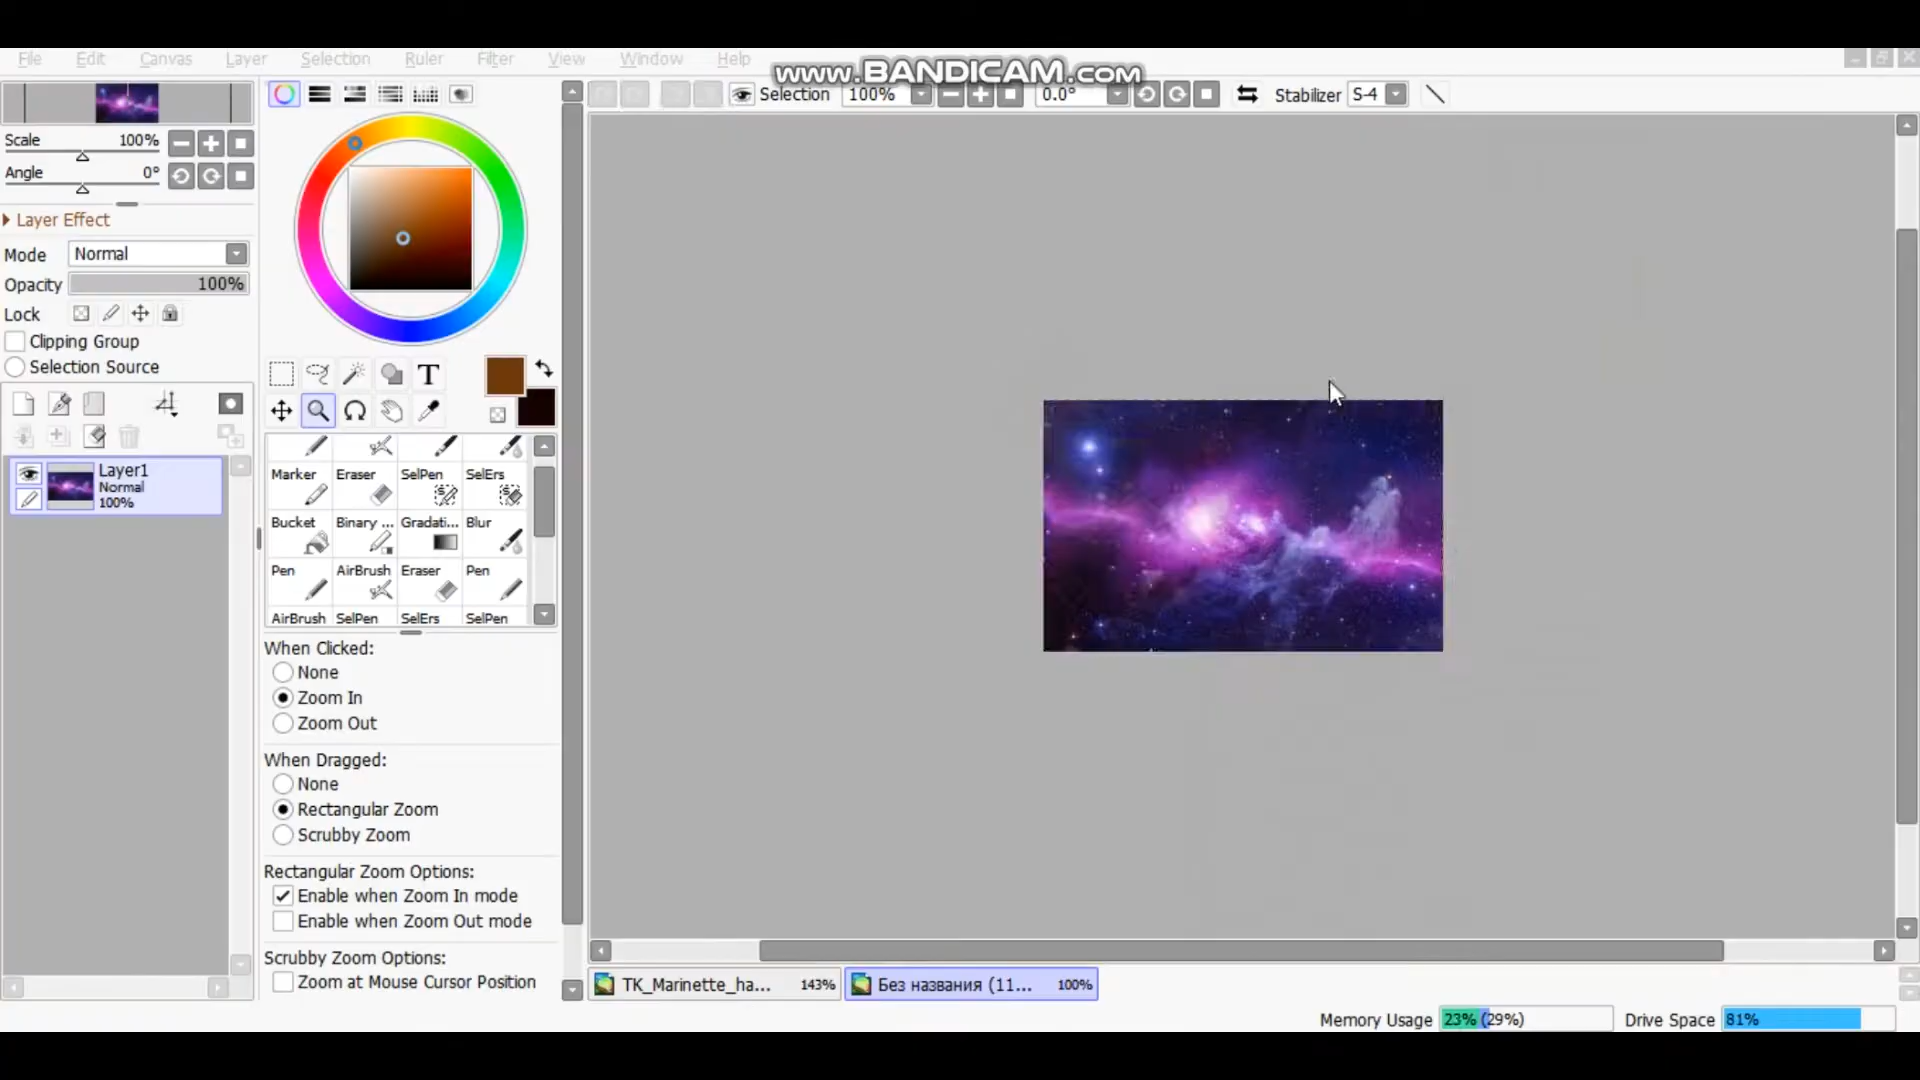 File Edit Canvas Layer Selection Ruler Filter View Window Help
www.BANDICAM.com
Selection 100% 0.0° Stabilizer S-4
Scale 100%
Angle 0°
Layer Effect
Mode Normal
Opacity 100%
Lock
Clipping Group
Selection Source
Layer1
Normal
100%
T
Marker Eraser SelPen SelErs
Bucket Binary ... Gradati... Blur
Pen AirBrush Eraser Pen
AirBrush SelPen SelErs SelPen
When Clicked:
None
Zoom In
Zoom Out
When Dragged:
None
Rectangular Zoom
Scrubby Zoom
Rectangular Zoom Options:
Enable when Zoom In mode
Enable when Zoom Out mode
Scrubby Zoom Options:
Zoom at Mouse Cursor Position
TK_Marinette_ha... 143% Без названия (11... 100%
Memory Usage 23% (29%) Drive Space 81%